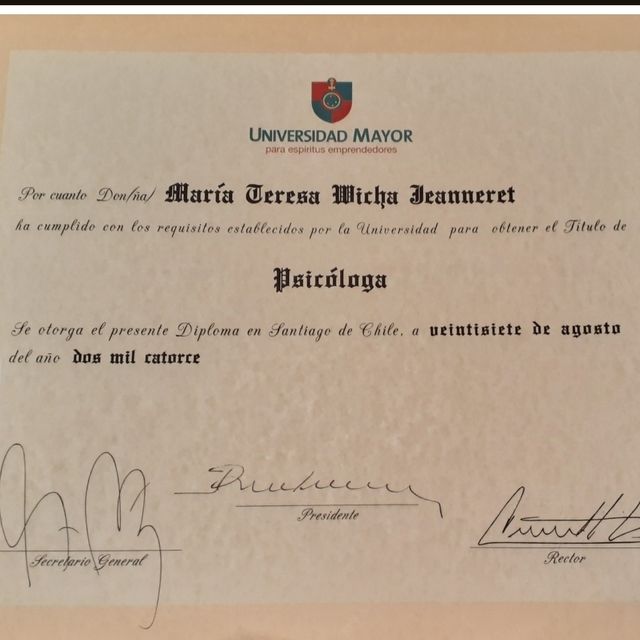 UNIVERSIDAD MAYOR
para espíritus emprendedores
Por cuanto Don/ña/ María Teresa Wicha Jeanneret
ha cumplido con los requisitos establecidos por la Universidad para obtener el Título de
Psicóloga
Se otorga el presente Diploma en Santiago de Chile, a veintisiete de agosto
del año dos mil catorce
Presidente
Secretario General
Rector